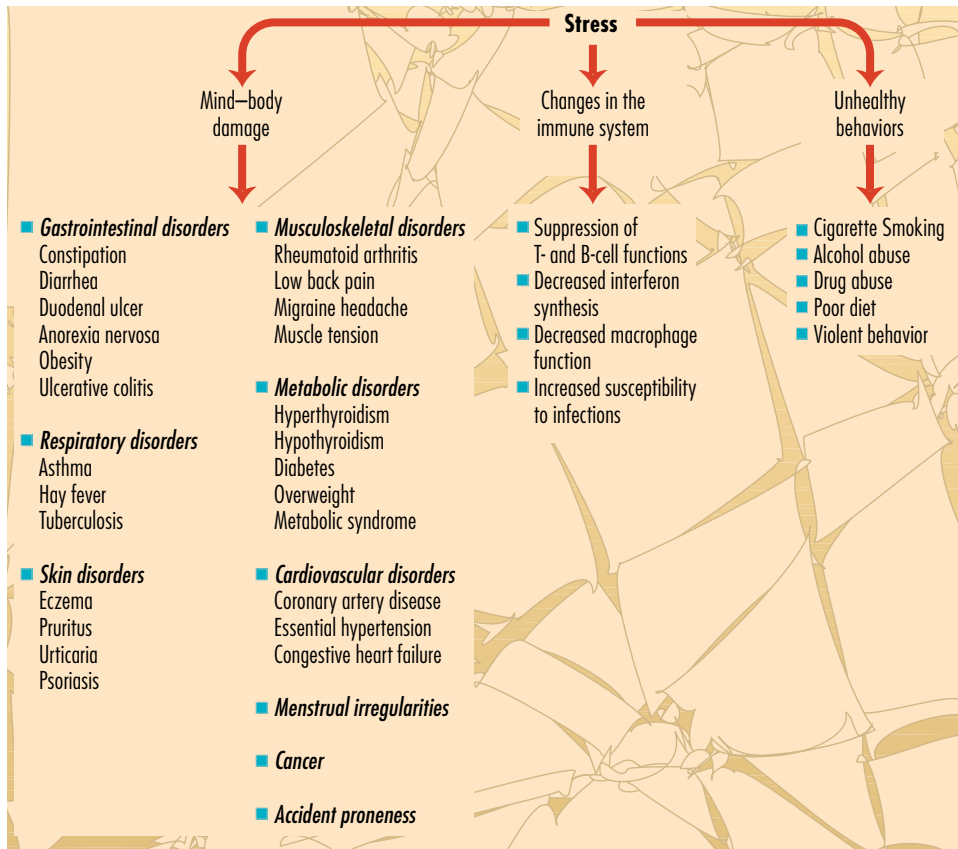 Stress
Mind–body
damage
Changes in the
immune system
Unhealthy
behaviors
Gastrointestinal disorders
Constipation
Diarrhea
Duodenal ulcer
Anorexia nervosa
Obesity
Ulcerative colitis
Respiratory disorders
Asthma
Hay fever
Tuberculosis
Skin disorders
Eczema
Pruritus
Urticaria
Psoriasis
Musculoskeletal disorders
Rheumatoid arthritis
Low back pain
Migraine headache
Muscle tension
Metabolic disorders
Hyperthyroidism
Hypothyroidism
Diabetes
Overweight
Metabolic syndrome
Cardiovascular disorders
Coronary artery disease
Essential hypertension
Congestive heart failure
Menstrual irregularities
Cancer
Accident proneness
Suppression of
T- and B-cell functions
Decreased interferon
synthesis
Decreased macrophage
function
Increased susceptibility
to infections
Cigarette Smoking
Alcohol abuse
Drug abuse
Poor diet
Violent behavior